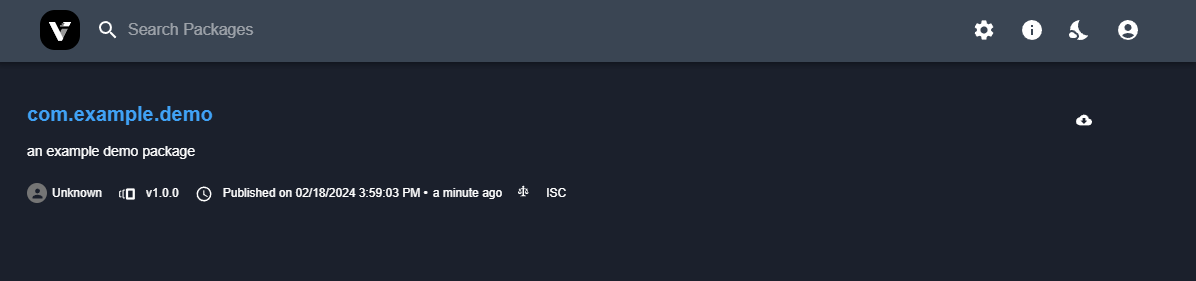 Search Packages
com.example.demo
an example demo package
Unknown v1.0.0 Published on 02/18/2024 3:59:03 PM • a minute ago ISC